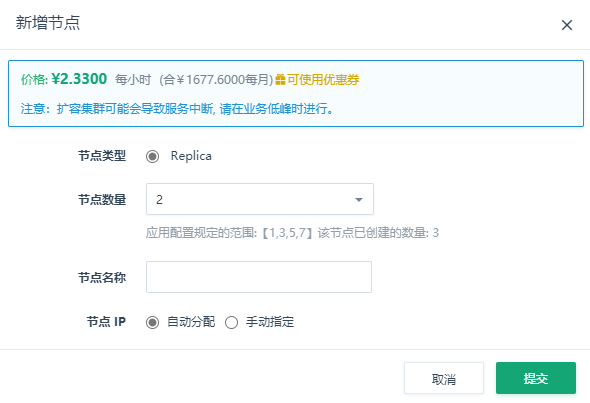 新增节点
价格: ¥2.3300 每小时 (合￥1677.6000每月) 可使用优惠券
注意：扩容集群可能会导致服务中断, 请在业务低峰时进行。
节点类型 Replica
节点数量 2
应用配置规定的范围:【1,3,5,7】该节点已创建的数量: 3
节点名称
节点 IP 自动分配 手动指定
取消 提交